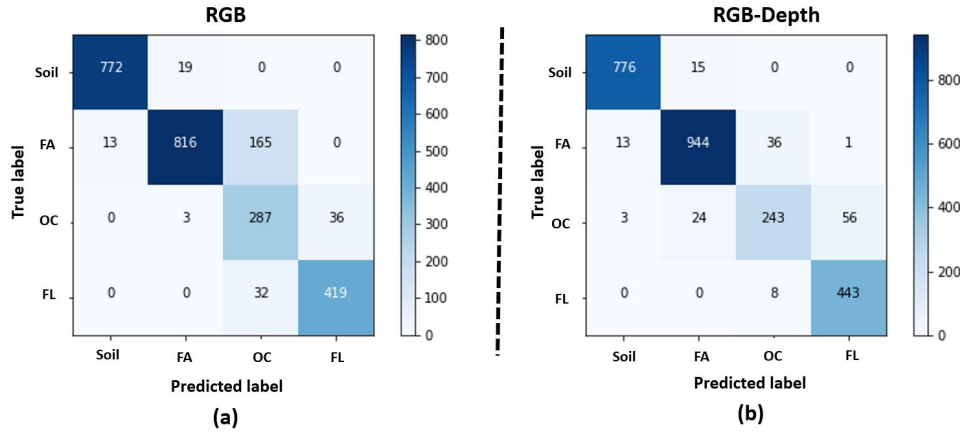 RGB
Soil 772 19 0 0
FA 13 816 165 0
OC 0 3 287 36
FL 0 0 32 419
Soil FA OC FL
True label
Predicted label
800
700
600
500
400
300
200
100
0
(a)
RGB-Depth
Soil 776 15 0 0
FA 13 944 36 1
OC 3 24 243 56
FL 0 0 8 443
Soil FA OC FL
True label
Predicted label
800
600
400
200
0
(b)